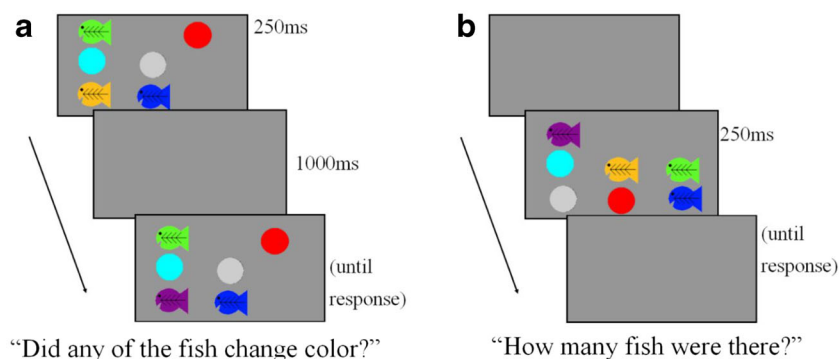 a
250ms
1000ms
(until
response)
“Did any of the fish change color?”
b
250ms
(until
response)
“How many fish were there?”